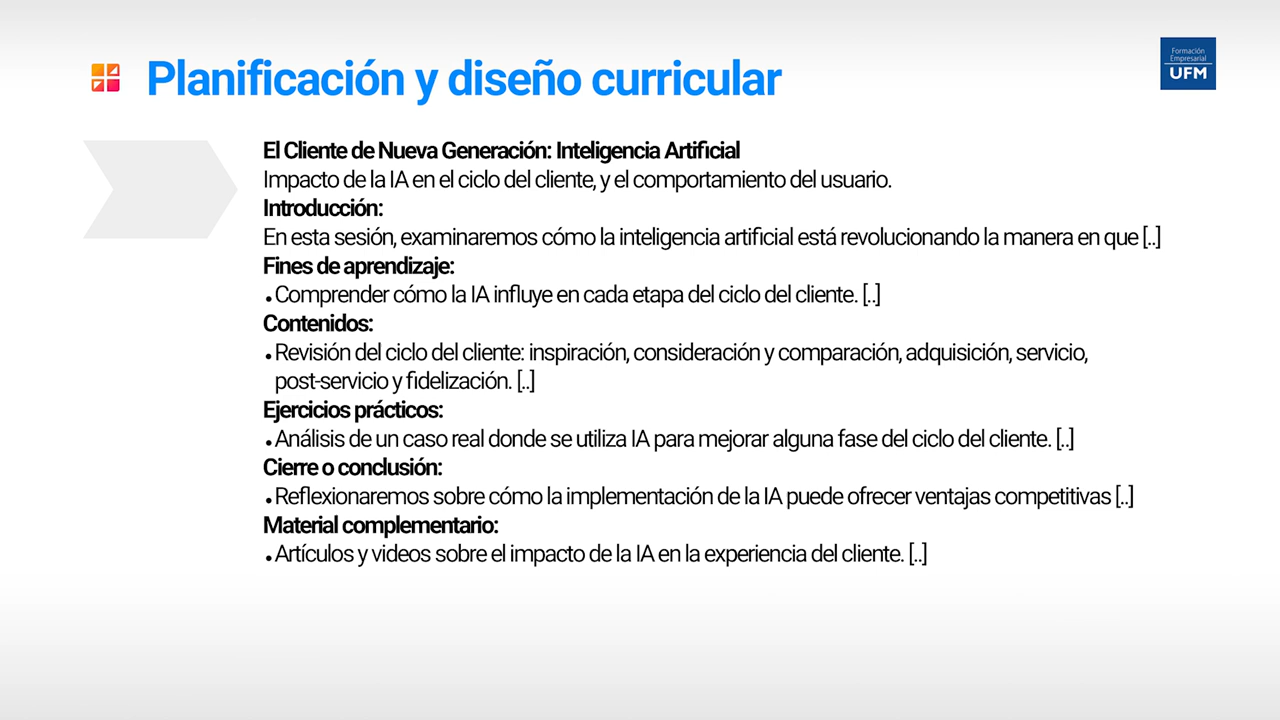 Planificación y diseño curricular
Formación
Empresarial
UFM
El Cliente de Nueva Generación: Inteligencia Artificial
Impacto de la IA en el ciclo del cliente, y el comportamiento del usuario.
Introducción:
En esta sesión, examinaremos cómo la inteligencia artificial está revolucionando la manera en que [..]
Fines de aprendizaje:
•Comprender cómo la IA influye en cada etapa del ciclo del cliente. [..]
Contenidos:
•Revisión del ciclo del cliente: inspiración, consideración y comparación, adquisición, servicio,
post-servicio y fidelización. [..]
Ejercicios prácticos:
•Análisis de un caso real donde se utiliza IA para mejorar alguna fase del ciclo del cliente. [..]
Cierre o conclusión:
•Reflexionaremos sobre cómo la implementación de la IA puede ofrecer ventajas competitivas [..]
Material complementario:
•Artículos y videos sobre el impacto de la IA en la experiencia del cliente. [..]